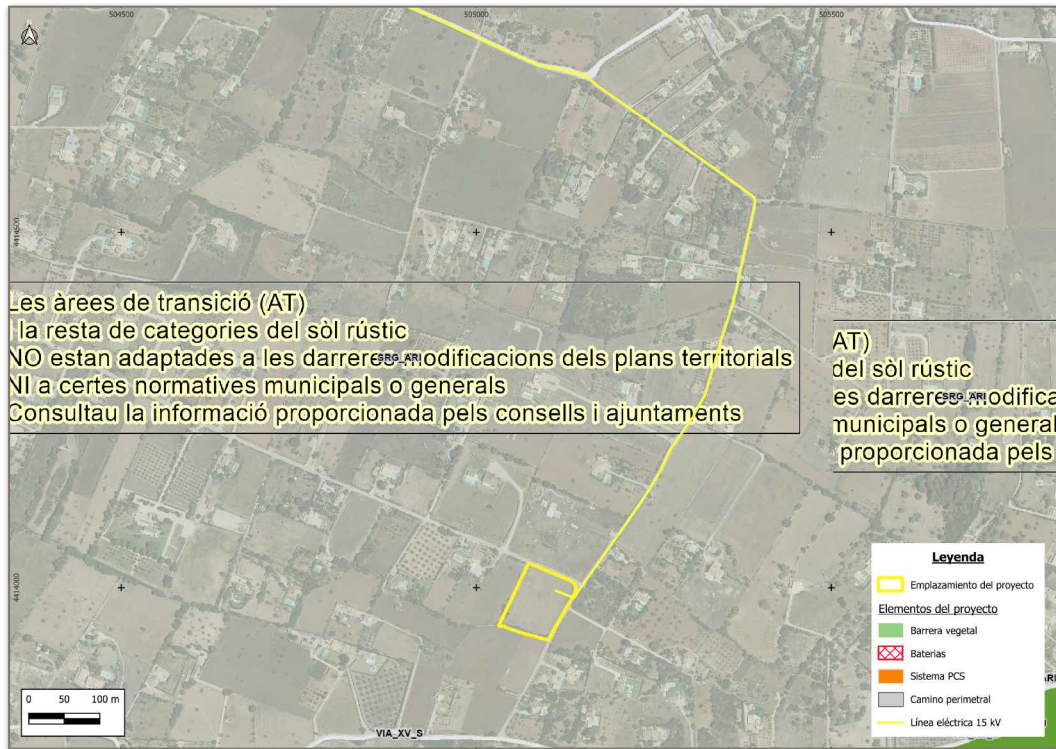 504500
505000
505500
4414500
4414000
Les àrees de transició (AT)
i la resta de categories del sòl rústic
NO estan adaptades a les darreres modificacions dels plans territorials
NI a certes normatives municipals o generals
Consultau la informació proporcionada pels consells i ajuntaments
SRG_ARI
AT)
del sòl rústic
es darreres modifica
municipals o general
proporcionada pels
SRG_ARI
Leyenda
Emplazamiento del proyecto
Elementos del proyecto
Barrera vegetal
Baterias
Sistema PCS
Camino perimetral
Línea eléctrica 15 kV
0 50 100 m
VIA_XV_S